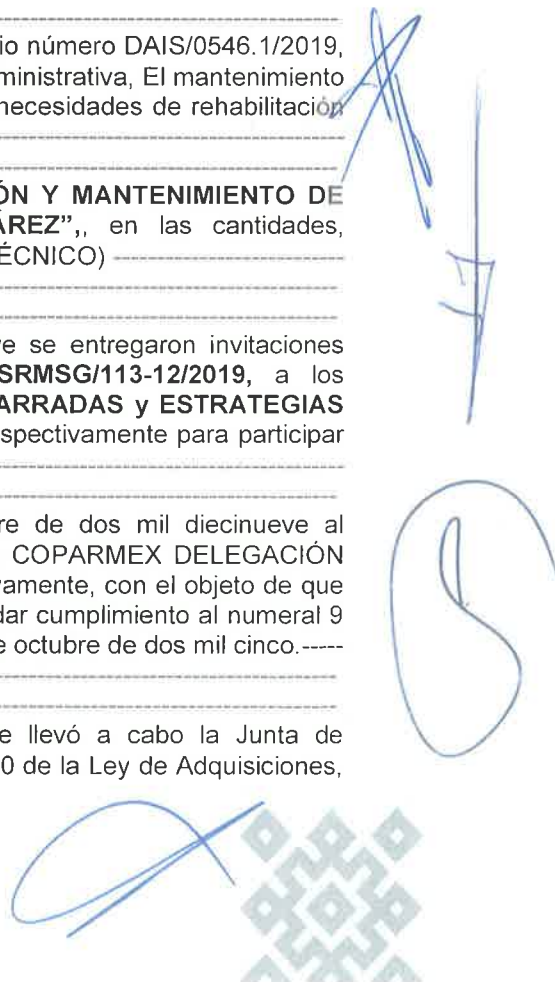 io número DAIS/0546.1/2019,
ministrativa, El mantenimiento
necesidades de rehabilitación
ÓN Y MANTENIMIENTO DE
ÁREZ",, en las cantidades,
ÉCNICO) ----------------------------
ve se entregaron invitaciones
SRMSG/113-12/2019, a los
ARRADAS y ESTRATEGIAS
espectivamente para participar
re de dos mil diecinueve al
COPARMEX DELEGACIÓN
vamente, con el objeto de que
dar cumplimiento al numeral 9
e octubre de dos mil cinco.-----
e llevó a cabo la Junta de
0 de la Ley de Adquisiciones,